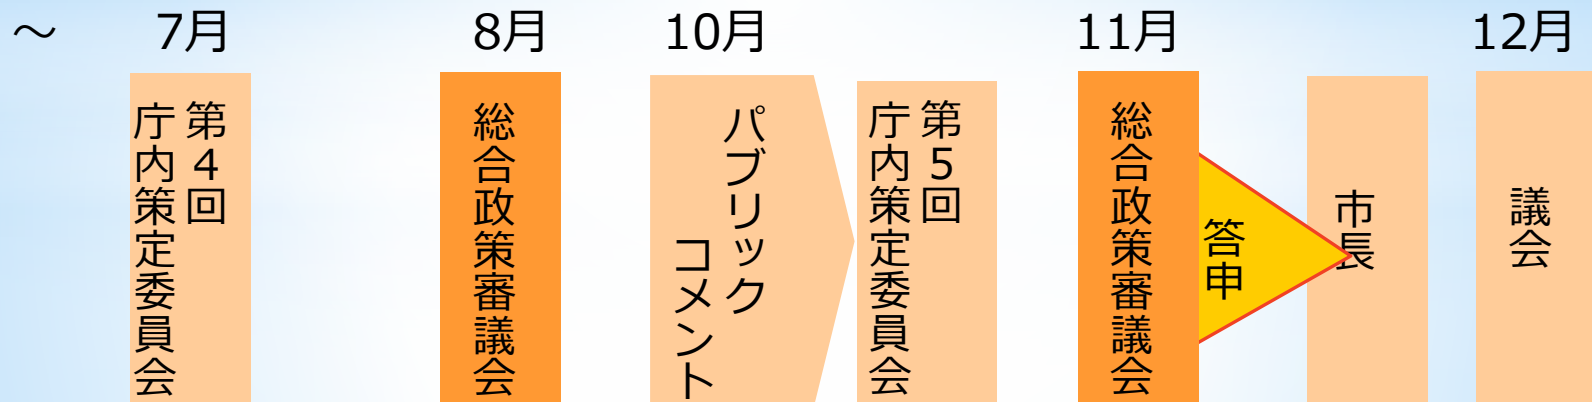 ～
7月
8月
10月
11月
12月
第４回
庁内策定委員会
総合政策審議会
パブリック
コメント
第５回
庁内策定委員会
総合政策審議会
答申
市長
議会